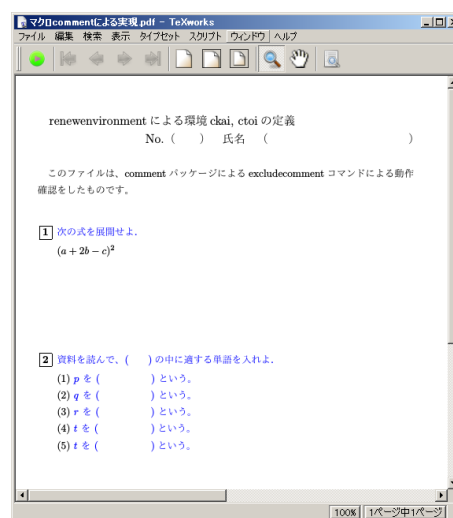 マクロcommentによる実現.pdf - TeXworks
ファイル 編集 検索 表示 タイプセット スクリプト ウィンドウ ヘルプ
renewenvironment による環境 ckai, ctoi の定義
No. (　　) 氏名 (　　　　　　　　　　)
このファイルは、comment パッケージによる excludecomment コマンドによる動作
確認をしたものです。
1 次の式を展開せよ.
(a + 2b − c)²
2 資料を読んで、(　　) の中に適する単語を入れよ.
(1) p を (　　　　) という。
(2) q を (　　　　) という。
(3) r を (　　　　) という。
(4) t を (　　　　) という。
(5) t を (　　　　) という。
100% 1ページ中1ページ